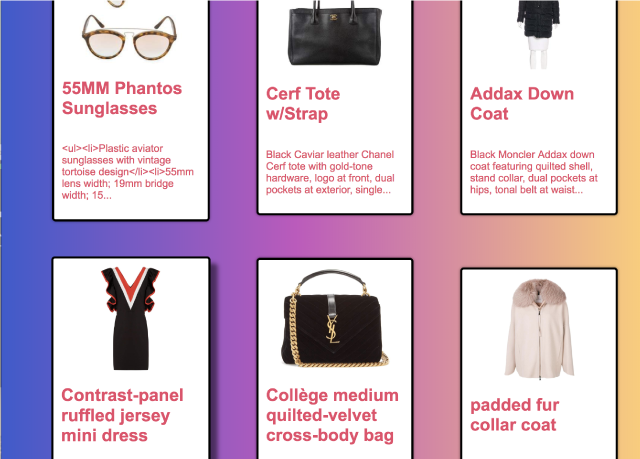 55MM Phantos
Sunglasses
<ul><li>Plastic aviator
sunglasses with vintage
tortoise design</li><li>55mm
lens width; 19mm bridge
width; 15...
Cerf Tote
w/Strap
Black Caviar leather Chanel
Cerf tote with gold-tone
hardware, logo at front, dual
pockets at exterior, single...
Addax Down
Coat
Black Moncler Addax down
coat featuring quilted shell,
stand collar, dual pockets at
hips, tonal belt at waist...
Contrast-panel
ruffled jersey
mini dress
Collège medium
quilted-velvet
cross-body bag
padded fur
collar coat